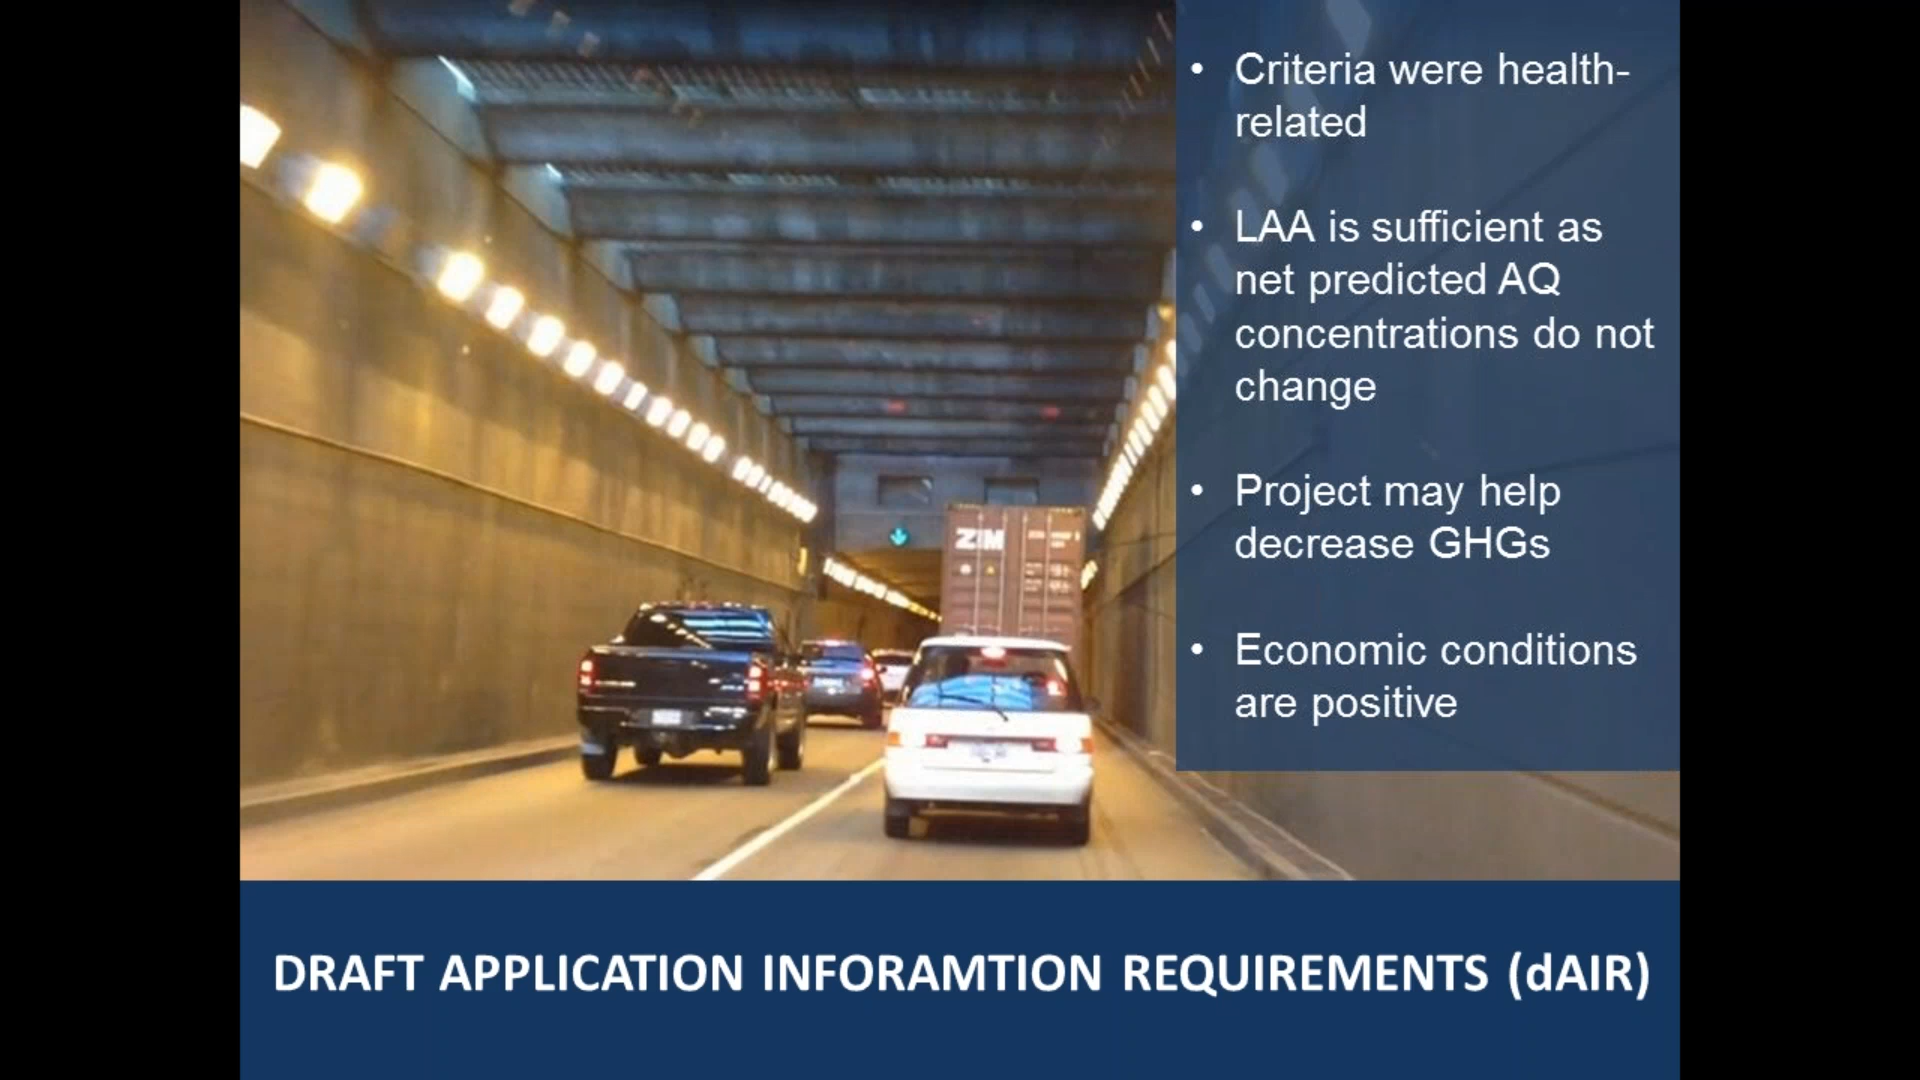 • Criteria were health-
related
• LAA is sufficient as
net predicted AQ
concentrations do not
change
• Project may help
decrease GHGs
• Economic conditions
are positive
ZIM
DRAFT APPLICATION INFORAMTION REQUIREMENTS (dAIR)